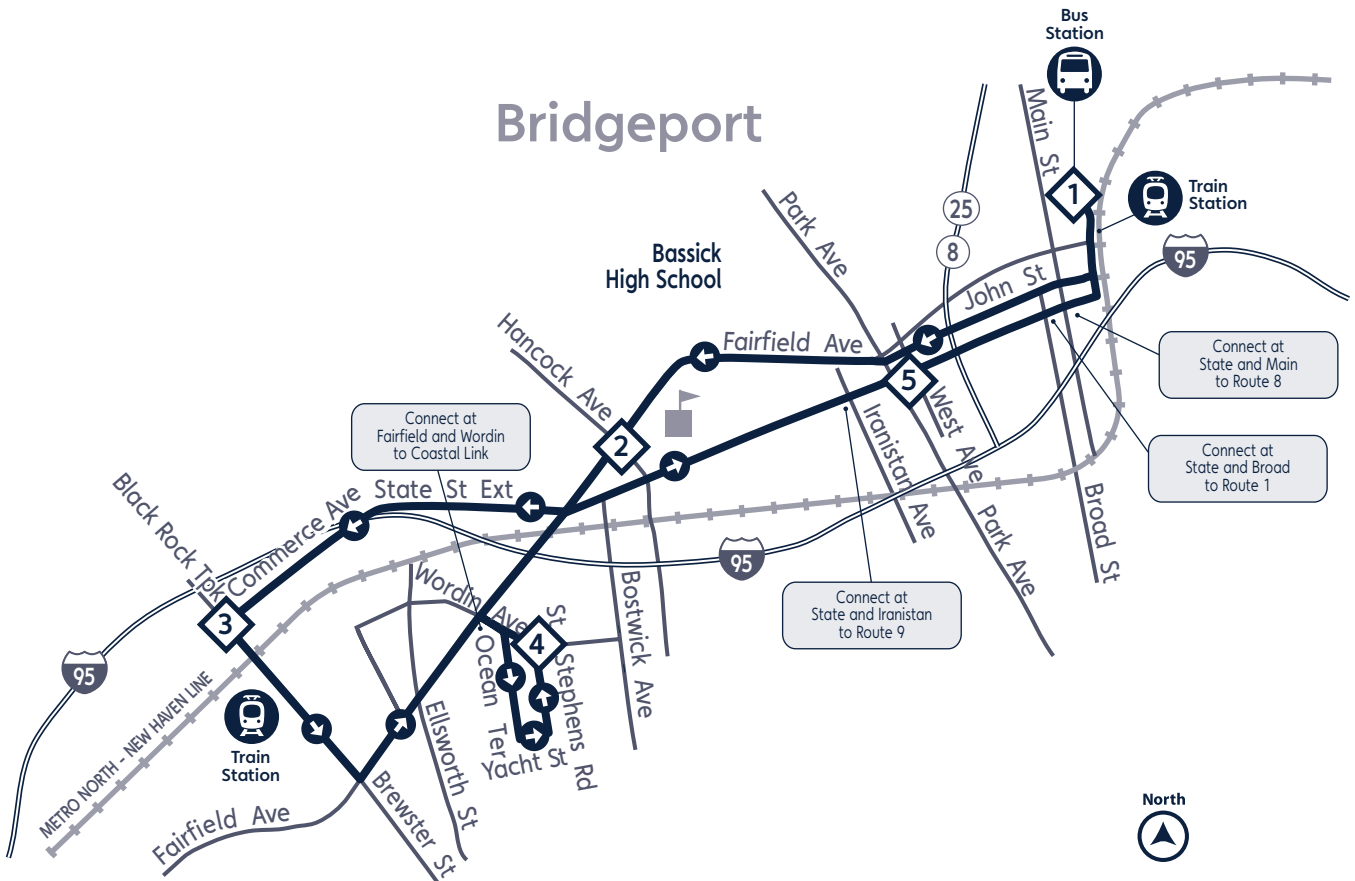 Bus
Station
Bridgeport
Main St
1
Train
Station
25
8
95
Park Ave
Bassick
High School
John St
Fairfield Ave
Hancock Ave
Connect at
State and Main
to Route 8
5
West Ave
Iranistan Ave
Connect at
Fairfield and Wordin
to Coastal Link
2
Connect at
State and Broad
to Route 1
State St Ext
Black Rock Tpk
Commerce Ave
95
Park Ave
Broad St
Wordin Ave
Bostwick Ave
Connect at
State and Iranistan
to Route 9
3
4
St Stephens Rd
Ocean Ter
95
METRO NORTH - NEW HAVEN LINE
Ellsworth St
Train
Station
Yacht St
Brewster St
Fairfield Ave
North